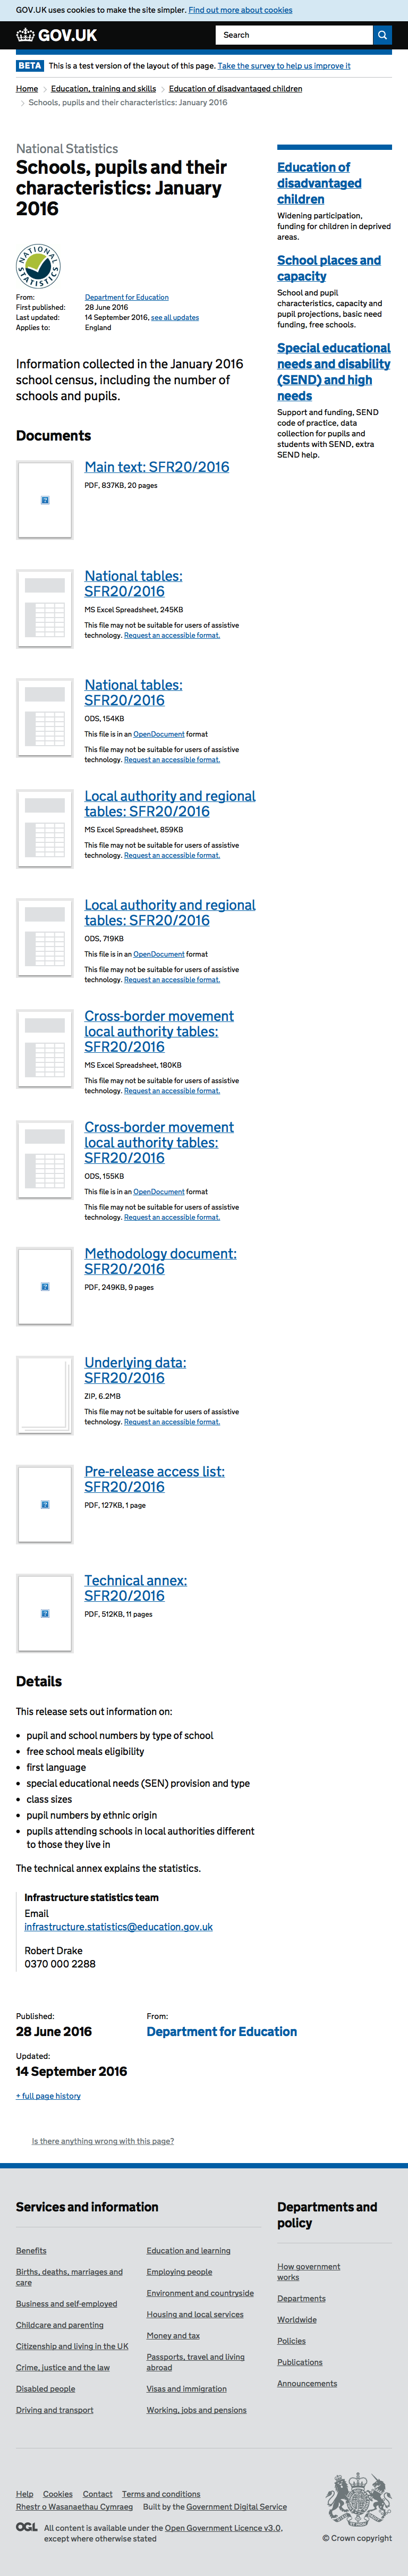 GOV.UK uses cookies to make the site simpler. Find out more about cookies
GOV.UK
Search
BETA This is a test version of the layout of this page. Take the survey to help us improve it
Home Education, training and skills Education of disadvantaged children
Schools, pupils and their characteristics: January 2016
National Statistics
Schools, pupils and their
characteristics: January
2016
NATIONAL STATISTICS
From: Department for Education
First published: 28 June 2016
Last updated: 14 September 2016, see all updates
Applies to: England
Information collected in the January 2016
school census, including the number of
schools and pupils.
Education of
disadvantaged
children
Widening participation,
funding for children in deprived
areas.
School places and
capacity
School and pupil
characteristics, capacity and
pupil projections, basic need
funding, free schools.
Special educational
needs and disability
(SEND) and high
needs
Support and funding, SEND
code of practice, data
collection for pupils and
students with SEND, extra
SEND help.
Documents
Main text: SFR20/2016
PDF, 837KB, 20 pages
National tables:
SFR20/2016
MS Excel Spreadsheet, 245KB
This file may not be suitable for users of assistive
technology. Request an accessible format.
National tables:
SFR20/2016
ODS, 154KB
This file is in an OpenDocument format
This file may not be suitable for users of assistive
technology. Request an accessible format.
Local authority and regional
tables: SFR20/2016
MS Excel Spreadsheet, 859KB
This file may not be suitable for users of assistive
technology. Request an accessible format.
Local authority and regional
tables: SFR20/2016
ODS, 719KB
This file is in an OpenDocument format
This file may not be suitable for users of assistive
technology. Request an accessible format.
Cross-border movement
local authority tables:
SFR20/2016
MS Excel Spreadsheet, 180KB
This file may not be suitable for users of assistive
technology. Request an accessible format.
Cross-border movement
local authority tables:
SFR20/2016
ODS, 155KB
This file is in an OpenDocument format
This file may not be suitable for users of assistive
technology. Request an accessible format.
Methodology document:
SFR20/2016
PDF, 249KB, 9 pages
Underlying data:
SFR20/2016
ZIP, 6.2MB
This file may not be suitable for users of assistive
technology. Request an accessible format.
Pre-release access list:
SFR20/2016
PDF, 127KB, 1 page
Technical annex:
SFR20/2016
PDF, 512KB, 11 pages
Details
This release sets out information on:
• pupil and school numbers by type of school
• free school meals eligibility
• first language
• special educational needs (SEN) provision and type
• class sizes
• pupil numbers by ethnic origin
• pupils attending schools in local authorities different
to those they live in
The technical annex explains the statistics.
Infrastructure statistics team
Email
infrastructure.statistics@education.gov.uk
Robert Drake
0370 000 2288
Published:
28 June 2016
From:
Department for Education
Updated:
14 September 2016
+ full page history
Is there anything wrong with this page?
Services and information
Benefits
Births, deaths, marriages and
care
Business and self-employed
Childcare and parenting
Citizenship and living in the UK
Crime, justice and the law
Disabled people
Driving and transport
Education and learning
Employing people
Environment and countryside
Housing and local services
Money and tax
Passports, travel and living
abroad
Visas and immigration
Working, jobs and pensions
Departments and
policy
How government
works
Departments
Worldwide
Policies
Publications
Announcements
Help Cookies Contact Terms and conditions
Rhestr o Wasanaethau Cymraeg Built by the Government Digital Service
OGL All content is available under the Open Government Licence v3.0,
except where otherwise stated
© Crown copyright